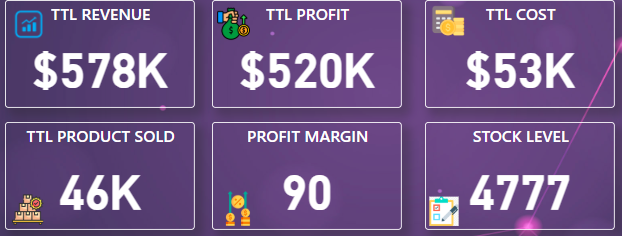 TTL REVENUE
$578K
TTL PROFIT
$520K
TTL COST
$53K
TTL PRODUCT SOLD
46K
PROFIT MARGIN
90
STOCK LEVEL
4777